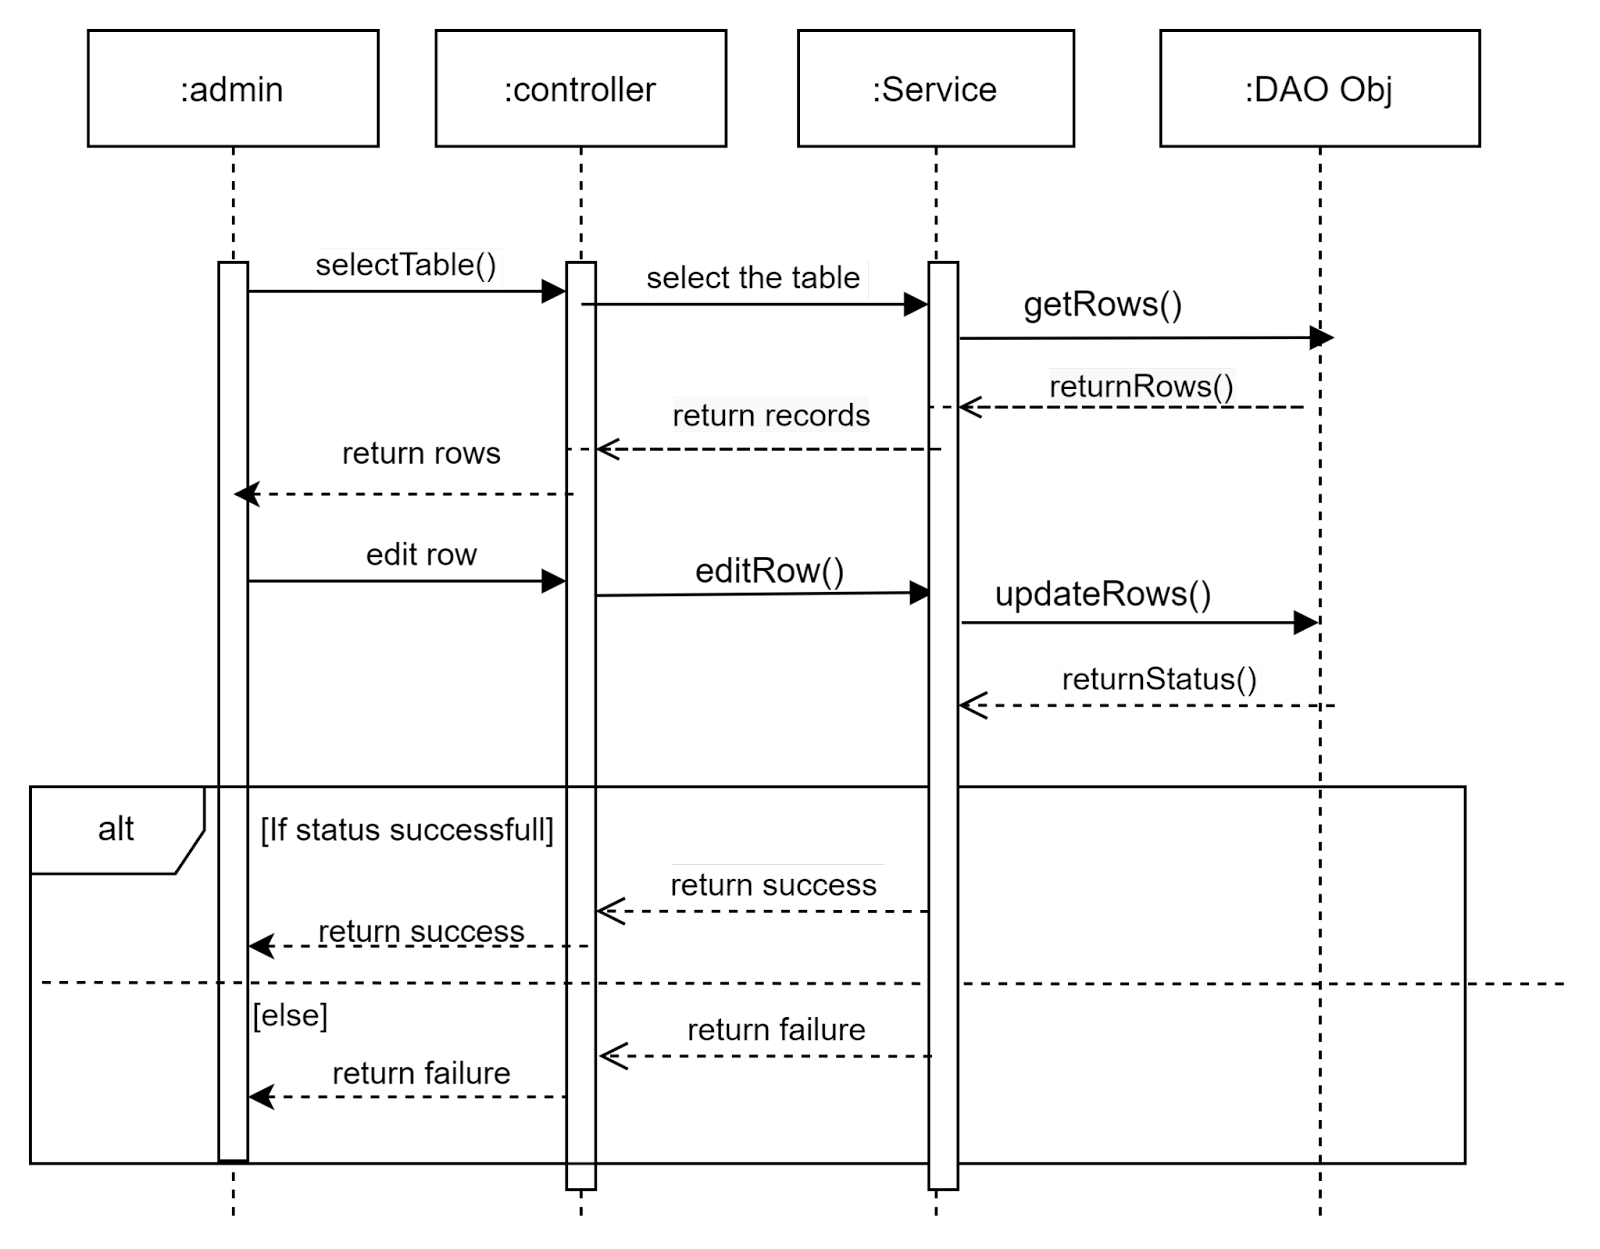 :admin
:controller
:Service
:DAO Obj
selectTable()
select the table
getRows()
returnRows()
return records
return rows
edit row
editRow()
updateRows()
returnStatus()
alt
[If status successfull]
return success
return success
[else]
return failure
return failure